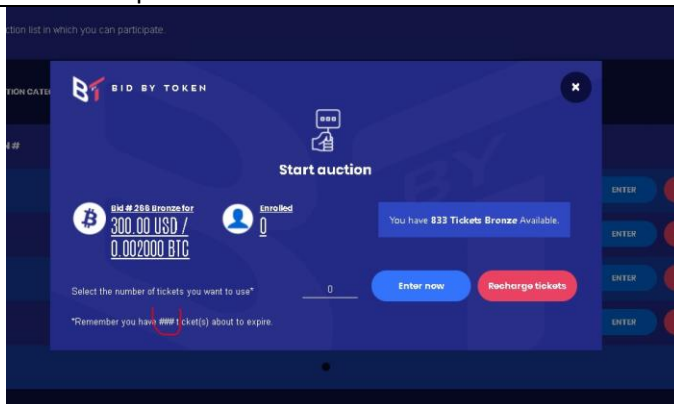 ction list in which you can participate.
TION CATE
BID BY TOKEN
×
Start auction
N #
Bid # 268 Bronze for
300.00 USD /
0.002000 BTC
Enrolled
0
You have 833 Tickets Bronze Available.
ENTER
ENTER
Select the number of tickets you want to use*
0
Enter now
Recharge tickets
ENTER
*Remember you have ### ticket(s) about to expire.
ENTER